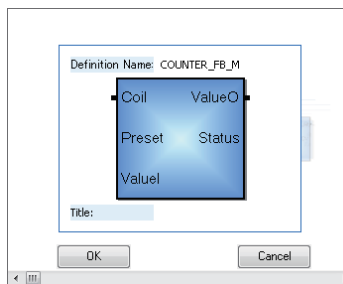 Definition Name: COUNTER_FB_M
Coil ValueO
Preset Status
ValueI
Title:
OK Cancel